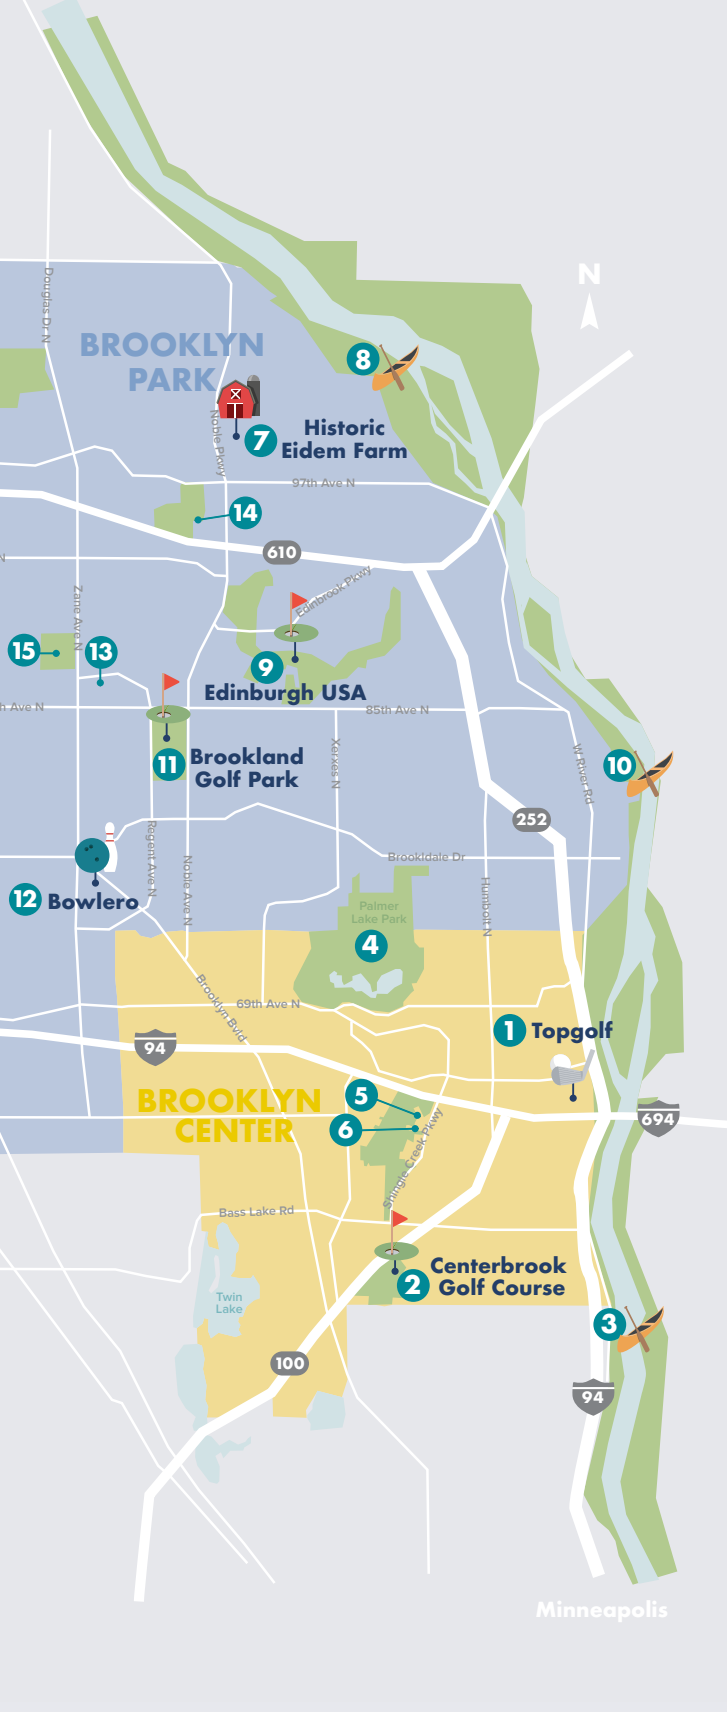 N
Douglas Dr N
BROOKLYN
PARK
8
Noble Pkwy
7
Historic
Eidem Farm
97th Ave N
14
610
N
Zane Ave N
Edinbrook Pkwy
15
13
9
Edinburgh USA
h Ave N
85th Ave N
Xerxes N
W River Rd
10
11
Brookland
Golf Park
252
Regent Ave N
Noble Ave N
Brookldale Dr
Humbolt N
12
Bowlero
Palmer
Lake Park
4
Brooklyn Bvld
69th Ave N
1
Topgolf
94
BROOKLYN
CENTER
5
6
694
Shingle Creek Pkwy
Bass Lake Rd
2
Centerbrook
Golf Course
Twin
Lake
3
100
94
Minneapolis